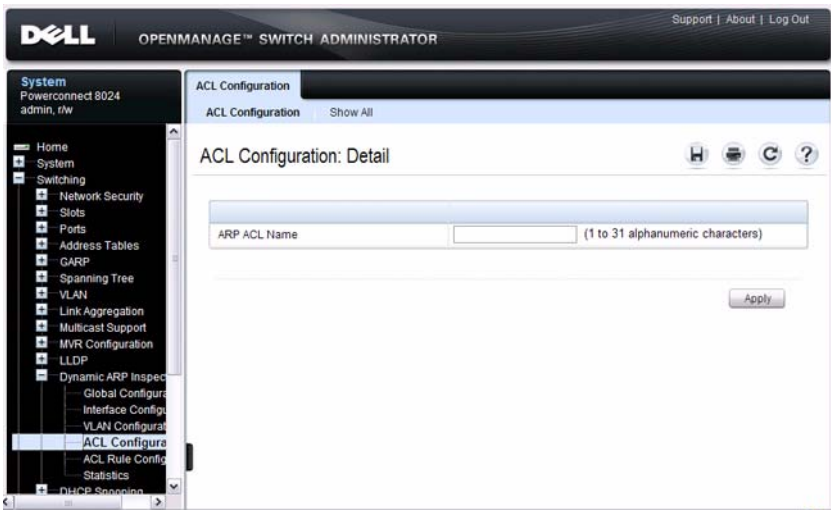 DELL
OPENMANAGE™ SWITCH ADMINISTRATOR
Support | About | Log Out
System
Powerconnect 8024
admin, r/w
Home
System
Switching
Network Security
Slots
Ports
Address Tables
GARP
Spanning Tree
VLAN
Link Aggregation
Multicast Support
MVR Configuration
LLDP
Dynamic ARP Inspec
Global Configura
Interface Configu
VLAN Configurat
ACL Configura
ACL Rule Config
Statistics
DHCP Snooping
ACL Configuration
ACL Configuration Show All
ACL Configuration: Detail
ARP ACL Name (1 to 31 alphanumeric characters)
Apply